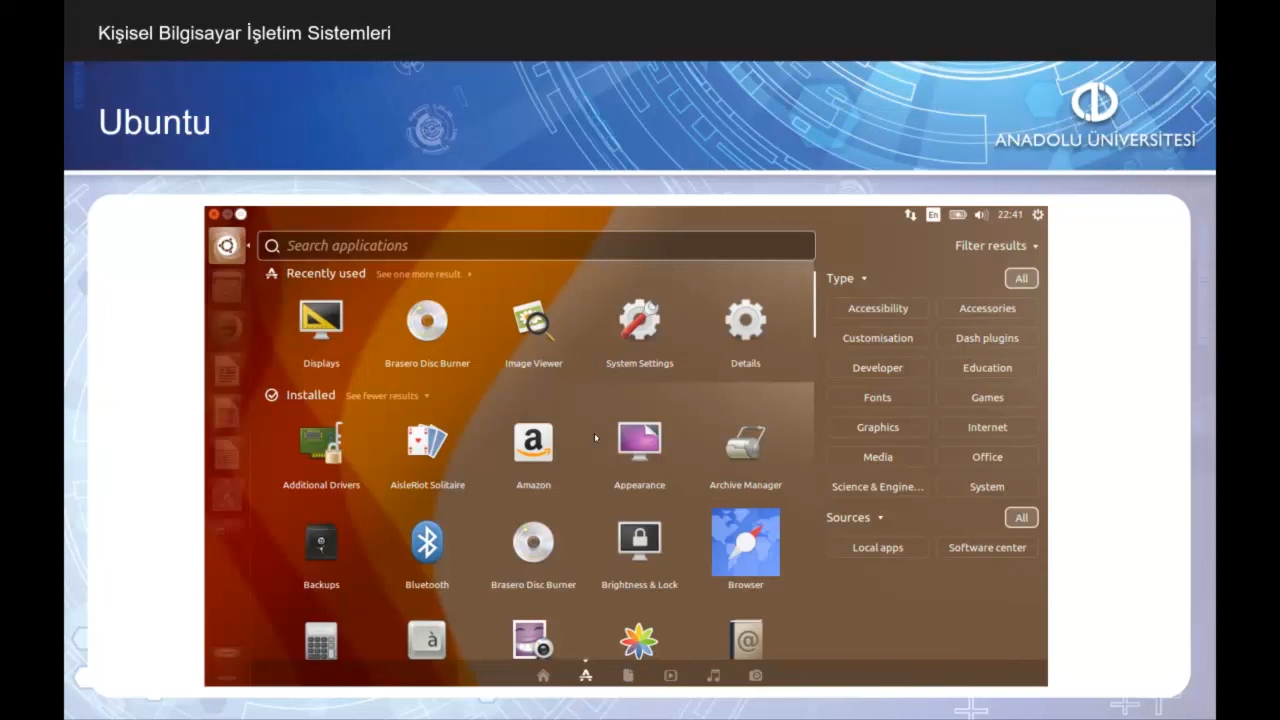 Kişisel Bilgisayar İşletim Sistemleri
Ubuntu
ANADOLU ÜNİVERSİTESİ
En
22:41
Search applications
Filter results
Recently used See one more result
Type
All
Displays
Brasero Disc Burner
Image Viewer
System Settings
Details
Accessibility
Accessories
Customisation
Dash plugins
Developer
Education
Installed See fewer results
Fonts
Games
Graphics
Internet
Media
Office
Additional Drivers
AisleRiot Solitaire
a
Amazon
Appearance
Archive Manager
Science & Engine...
System
Sources
All
Local apps
Software center
Backups
Bluetooth
Brasero Disc Burner
Brightness & Lock
Browser
à
@